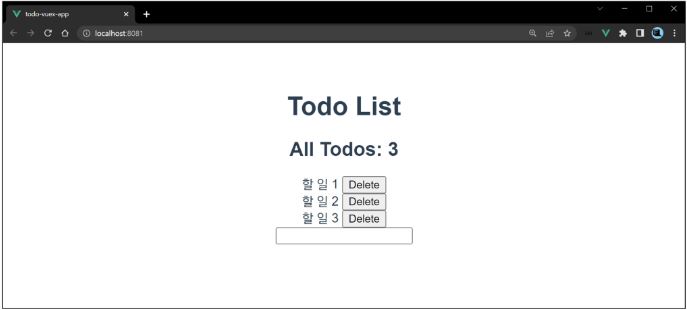 todo-vuex-app
localhost:8081
Todo List
All Todos: 3
할 일 1 Delete
할 일 2 Delete
할 일 3 Delete